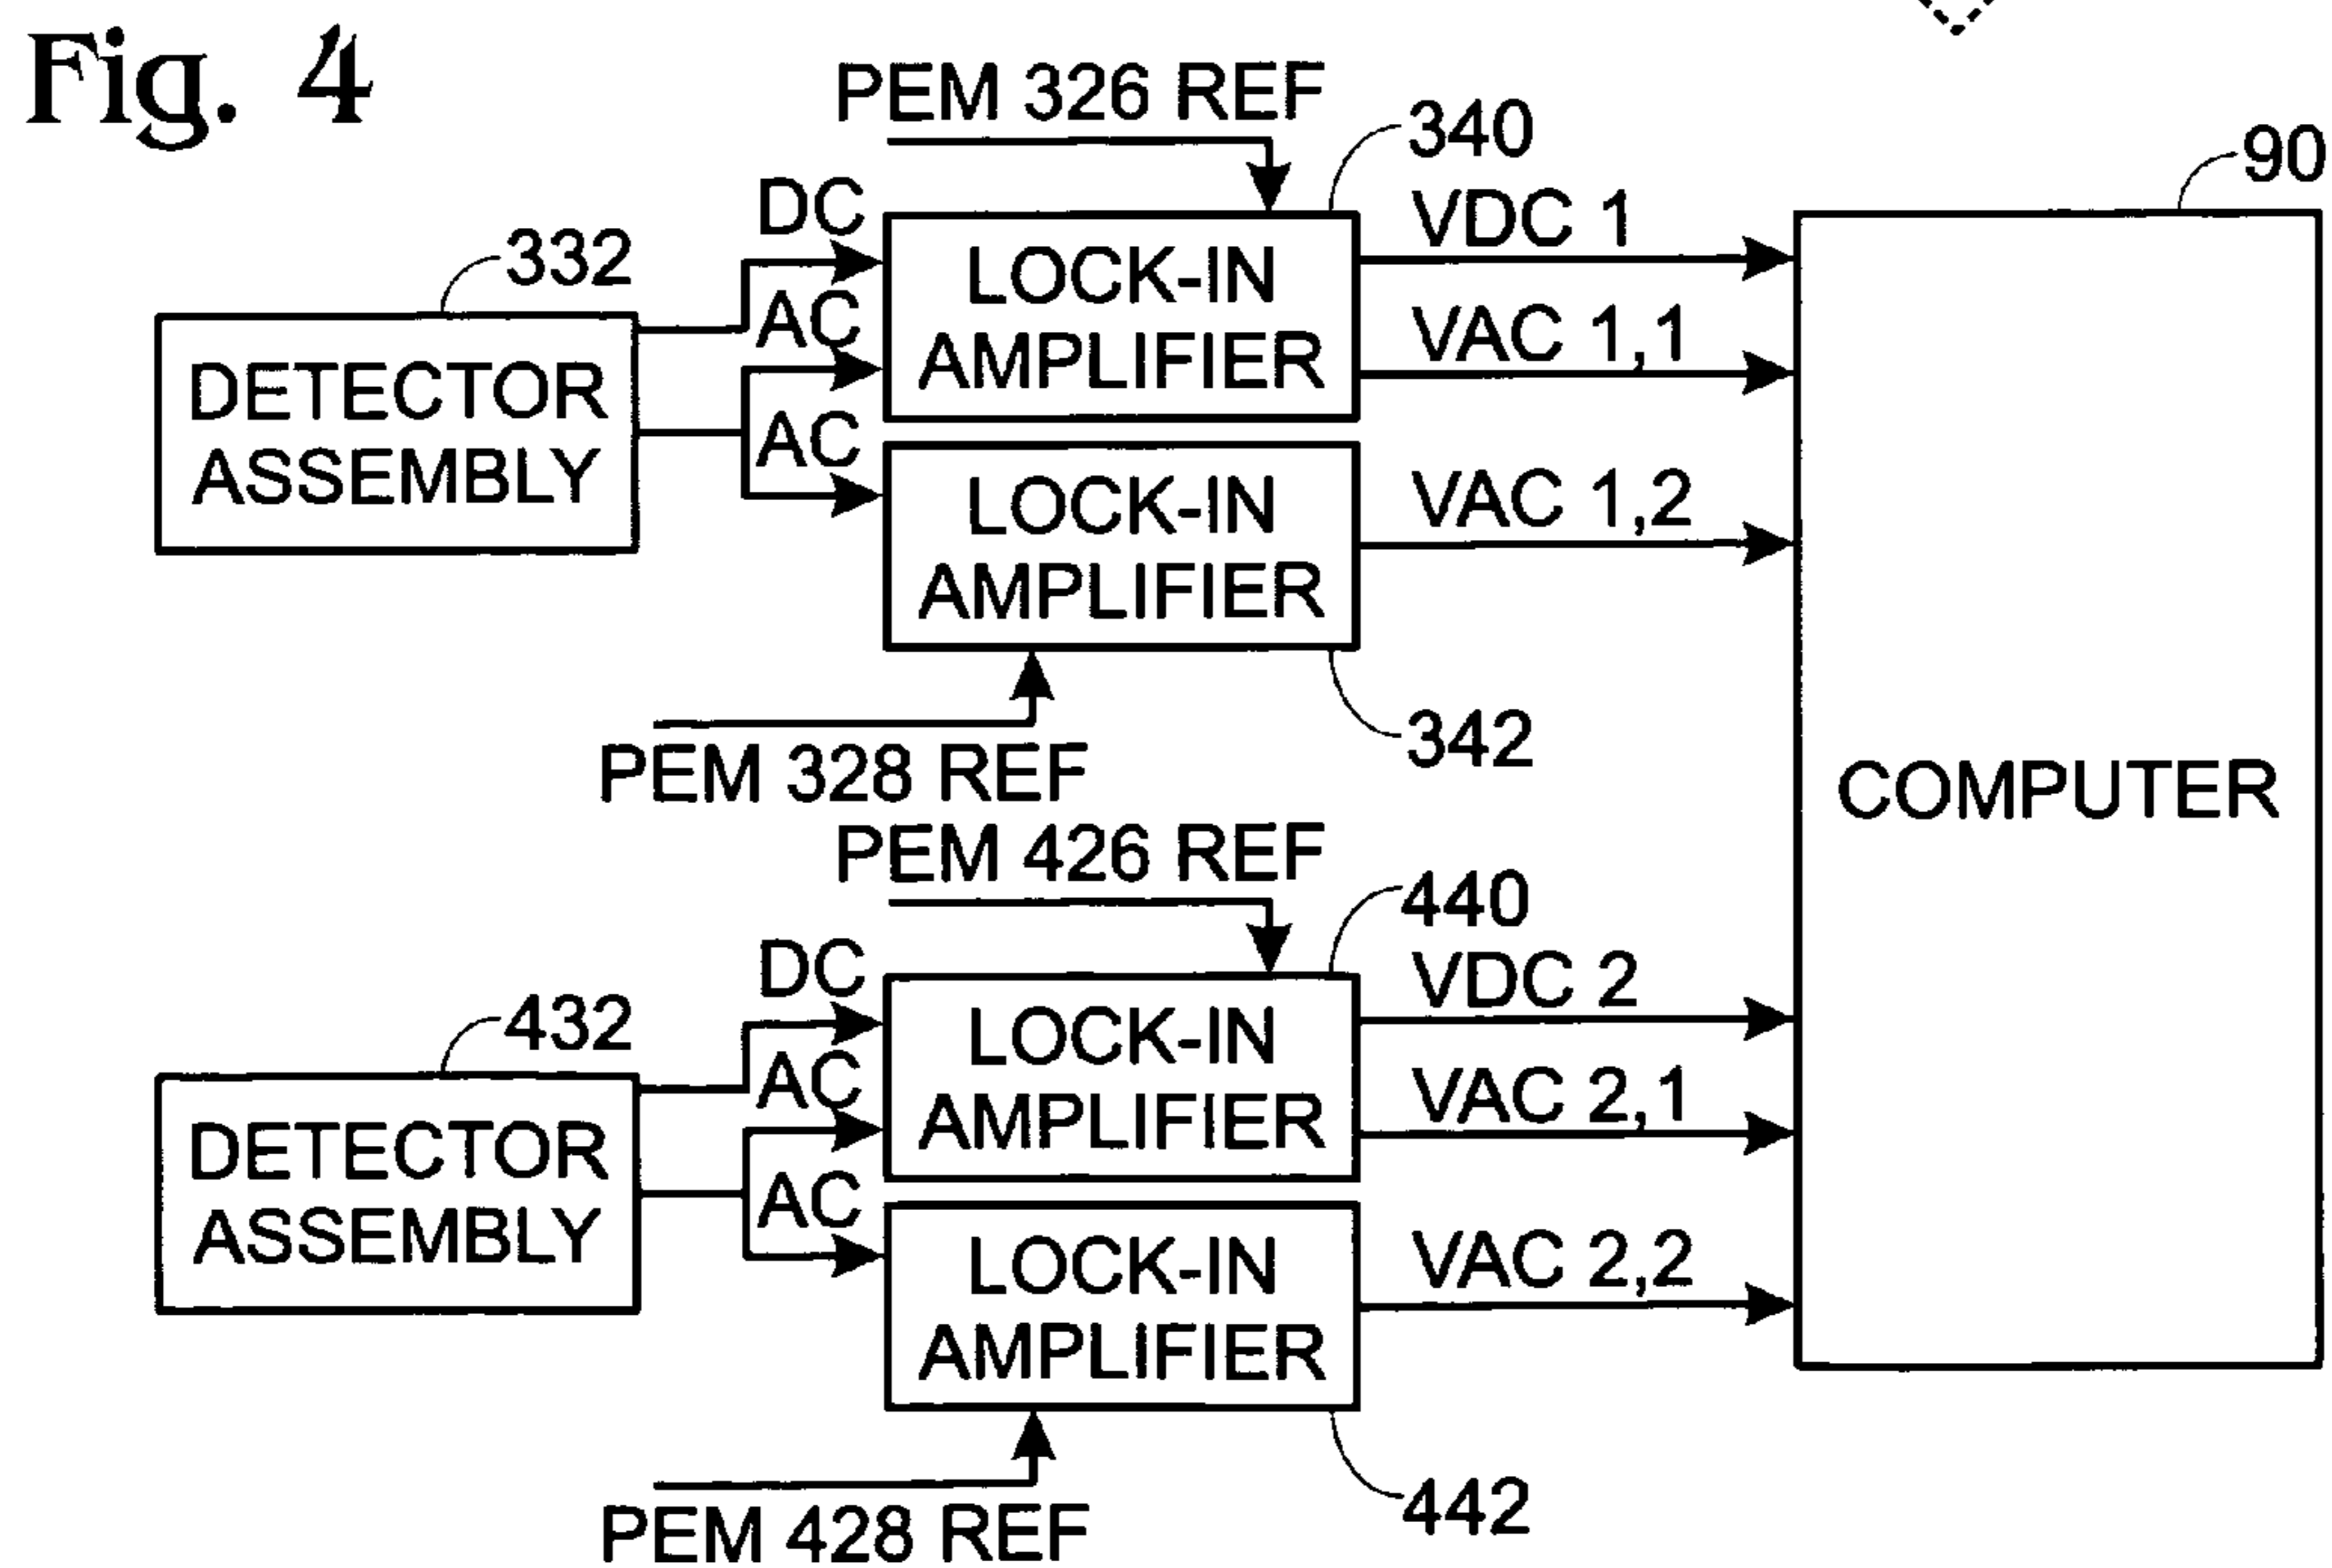 Fig. 4
PEM 326 REF
340
90
DC
VDC 1
332
LOCK-IN
AMPLIFIER
AC
VAC 1,1
DETECTOR
ASSEMBLY
AC
LOCK-IN
AMPLIFIER
VAC 1,2
342
PEM 328 REF
COMPUTER
PEM 426 REF
440
DC
VDC 2
432
LOCK-IN
AMPLIFIER
AC
VAC 2,1
DETECTOR
ASSEMBLY
AC
LOCK-IN
AMPLIFIER
VAC 2,2
442
PEM 428 REF